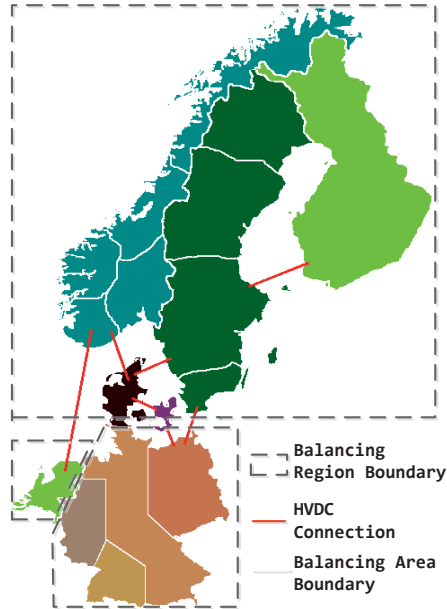 Balancing
Region Boundary
HVDC
Connection
Balancing Area
Boundary